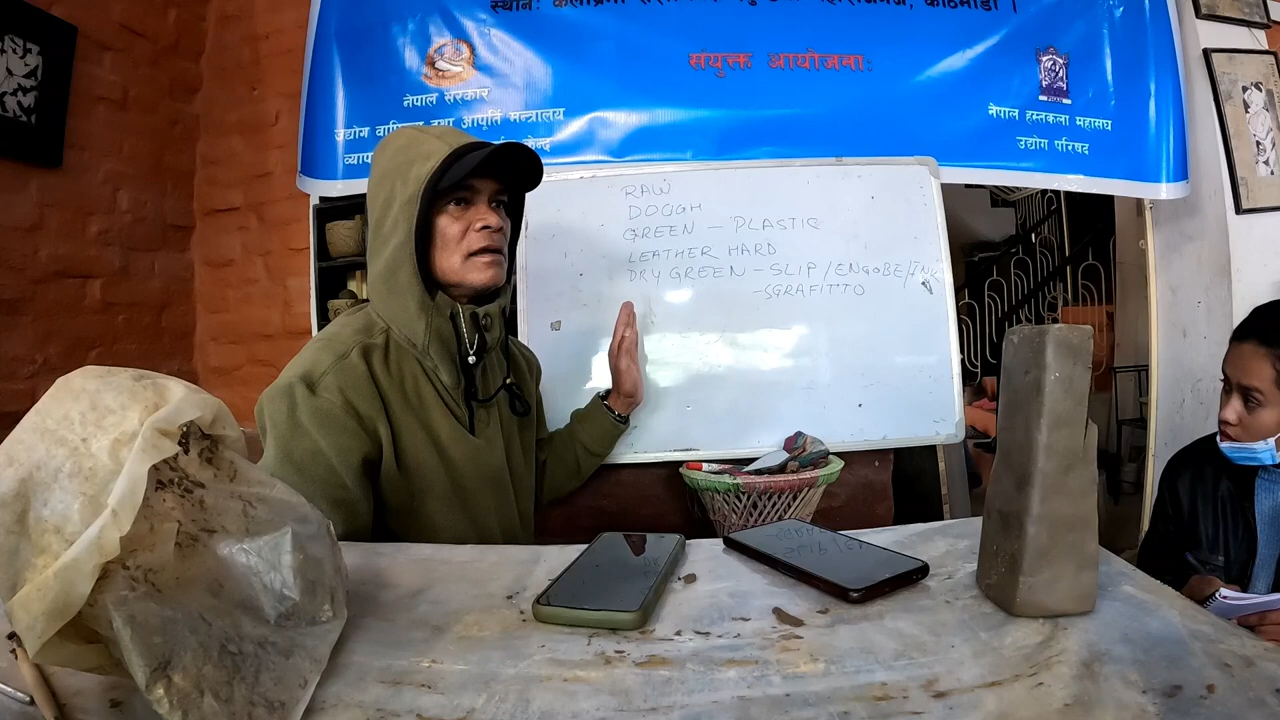 संयुक्त आयोजनाः
नेपाल सरकार
उद्योग वाणिज्य तथा आपूर्ति मन्त्रालय
PHAN
नेपाल हस्तकला महासंघ
उद्योग परिषद
RAW
DOUGH
GREEN - PLASTIC
LEATHER HARD
DRY GREEN - SLIP/ENGOBE/INK
-SGRAFITTO